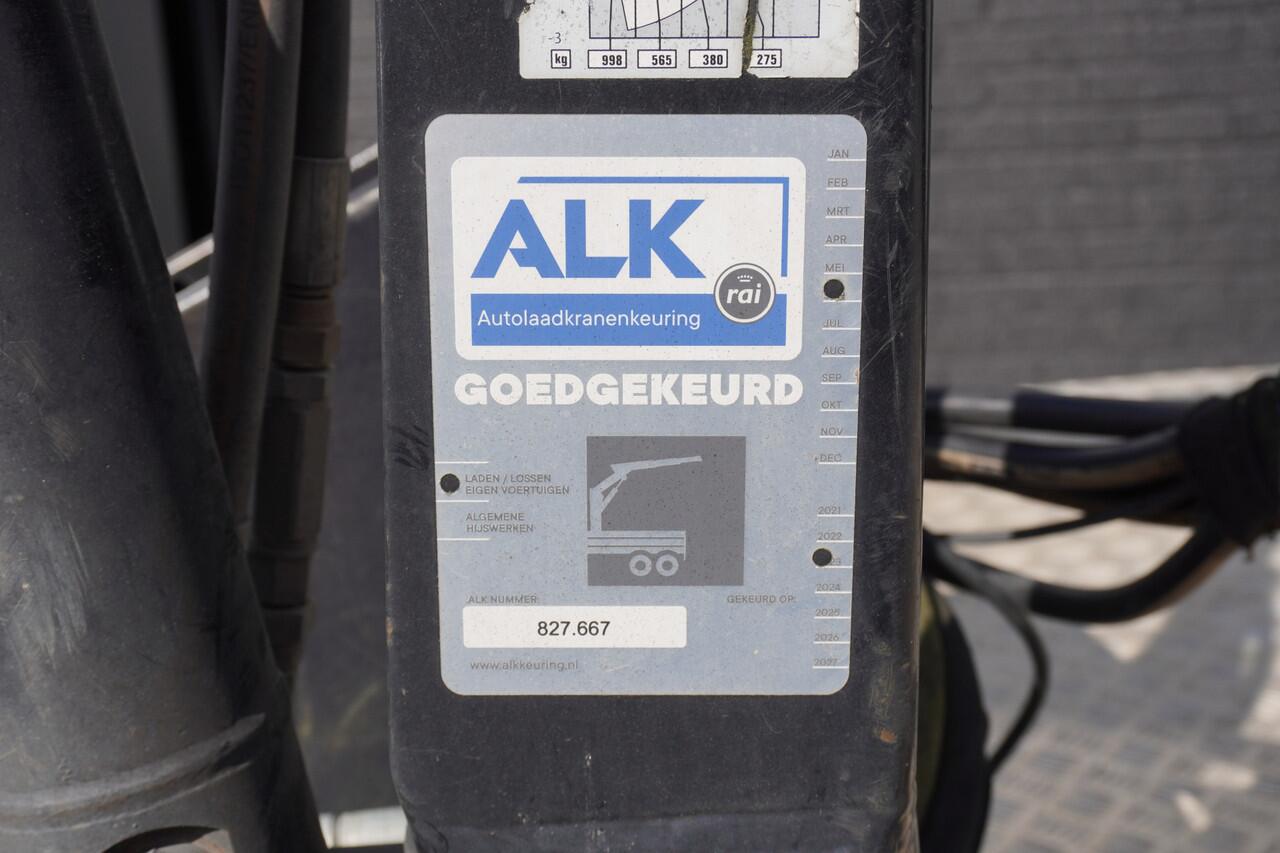 -3
kg 998 565 380 275
ALK
rai
Autolaadkranenkeuring
GOEDGEKEURD
JAN
FEB
MRT
APR
MEI
JUL
AUG
SEP
OKT
NOV
DEC
LADEN / LOSSEN
EIGEN VOERTUIGEN
ALGEMENE
HIJSWERKEN
2021
2022
2024
2025
2026
2027
ALK NUMMER:
GEKEURD OP:
827.667
www.alkkeuring.nl